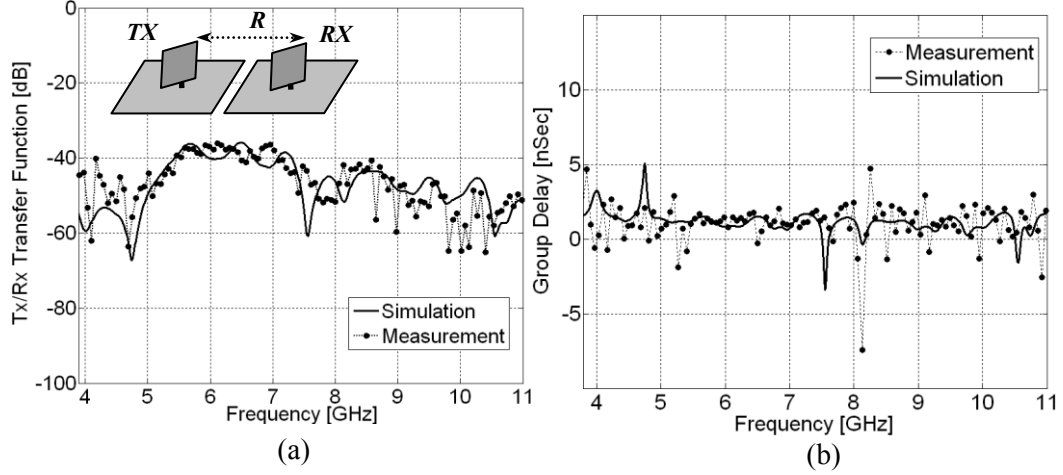 0
-20
-40
-60
-80
-100
Tx/Rx Transfer Function [dB]
TX
R
RX
Simulation
Measurement
4 5 6 7 8 9 10 11
Frequency [GHz]
(a)
10
5
0
-5
Group Delay [nSec]
Measurement
Simulation
4 5 6 7 8 9 10 11
Frequency [GHz]
(b)